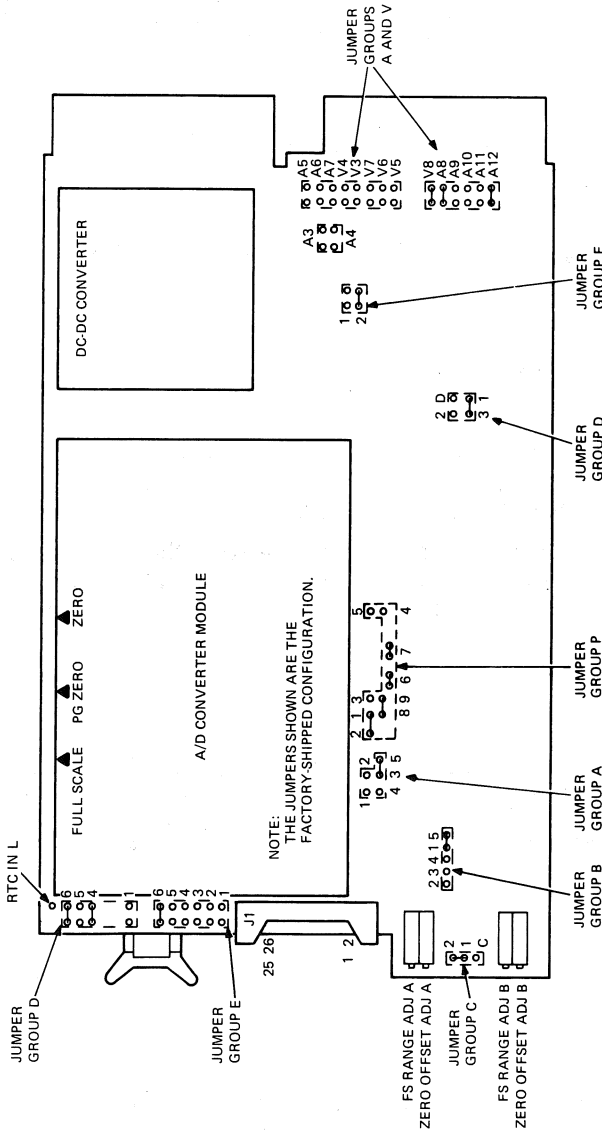 JUMPER
GROUPS
A AND V
A5
A6
A7
V4
V3
V7
V6
V5
A3
A4
V8
A8
A9
A10
A11
A12
DC-DC CONVERTER
1
2
JUMPER
GROUP F
2 D
3 1
JUMPER
GROUP D
RTC IN L
FULL SCALE
PG ZERO
ZERO
A/D CONVERTER MODULE
NOTE:
THE JUMPERS SHOWN ARE THE
FACTORY-SHIPPED CONFIGURATION.
5
4
2 1 3
8 9 6 7
JUMPER
GROUP P
1 2
4 3 5
JUMPER
GROUP A
2 3 4 1 5
JUMPER
GROUP B
6
5
4
1
JUMPER
GROUP D
6
5
4
3
2
1
JUMPER
GROUP E
J1
25 26
1 2
FS RANGE ADJ A
ZERO OFFSET ADJ A
2
1
C
JUMPER
GROUP C
FS RANGE ADJ B
ZERO OFFSET ADJ B